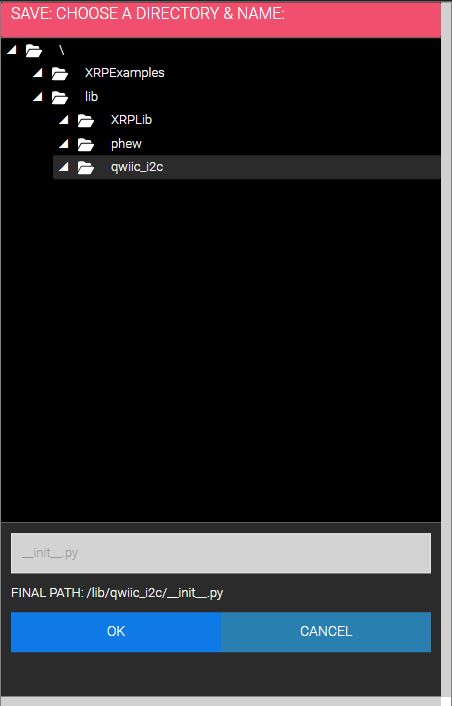 SAVE: CHOOSE A DIRECTORY & NAME:
\
XRPExamples
lib
XRPLib
phew
qwiic_i2c
__init__.py
FINAL PATH: /lib/qwiic_i2c/__init__.py
OK CANCEL